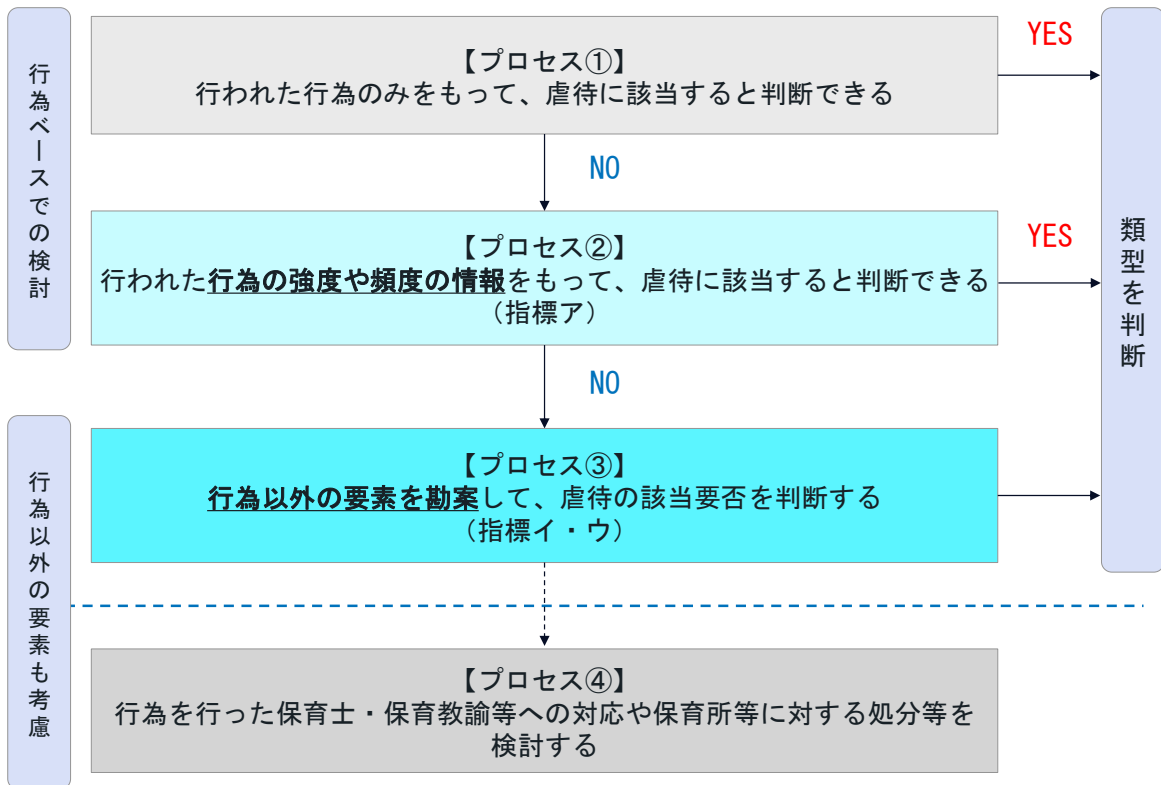 行為ベースでの検討
【プロセス①】
行われた行為のみをもって、虐待に該当すると判断できる
YES
NO
【プロセス②】
行われた行為の強度や頻度の情報をもって、虐待に該当すると判断できる
（指標ア）
YES
類型を判断
NO
行為以外の要素も考慮
【プロセス③】
行為以外の要素を勘案して、虐待の該当要否を判断する
（指標イ・ウ）
【プロセス④】
行為を行った保育士・保育教諭等への対応や保育所等に対する処分等を
検討する